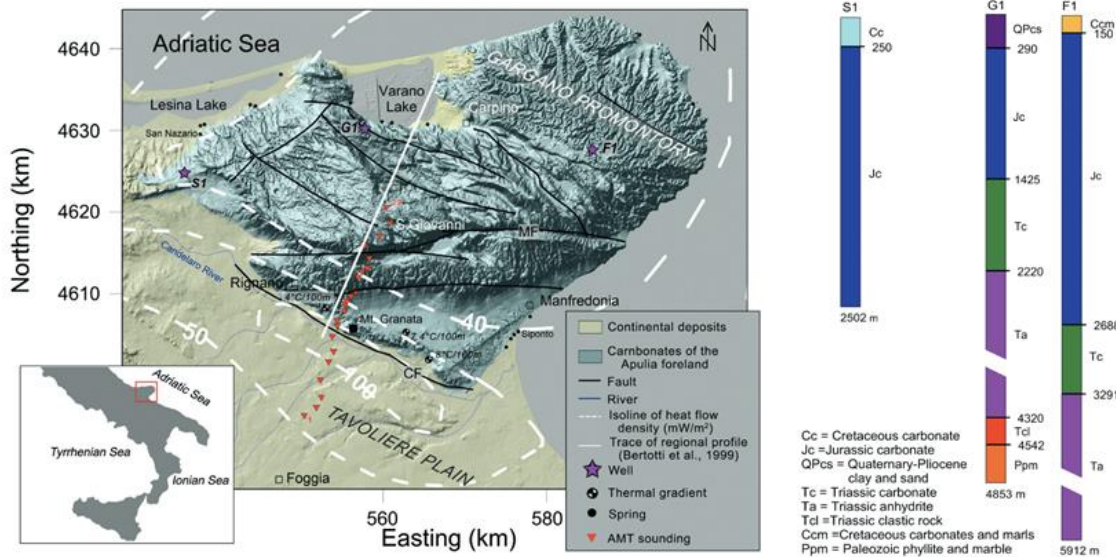 4640
4630
4620
4610
Northing (km)
Adriatic Sea
N
Lesina Lake
Varano
Lake
San Nazario
Carpino
GARGANO PROMONTORY
G1
F1
S1
S. Giovanni
MF
Candelaro River
Rignano
4°C/100m
Manfredonia
Mt. Granata
40
4°C/100m
Siponto
50
CF
100
TAVOLIERE PLAIN
Foggia
560
580
Easting (km)
Adriatic Sea
Tyrrhenian Sea
Ionian Sea
Continental deposits
Carnbonates of the
Apulia foreland
Fault
River
Isoline of heat flow
density (mW/m²)
Trace of regional profile
(Bertotti et al., 1999)
Well
Thermal gradient
Spring
AMT sounding
S1
Cc
250
Jc
2502 m
G1
QPcs
290
Jc
1425
Tc
2220
Ta
4320
Tcl
4542
Ppm
4853 m
F1
Ccm
150
Jc
2688
Tc
3291
Ta
5912 m
Cc = Cretaceous carbonate
Jc =Jurassic carbonate
QPcs = Quaternary-Pliocene
clay and sand
Tc = Triassic carbonate
Ta = Triassic anhydrite
Tcl =Triassic clastic rock
Ccm =Cretaceous carbonates and marls
Ppm = Paleozoic phyllite and marble